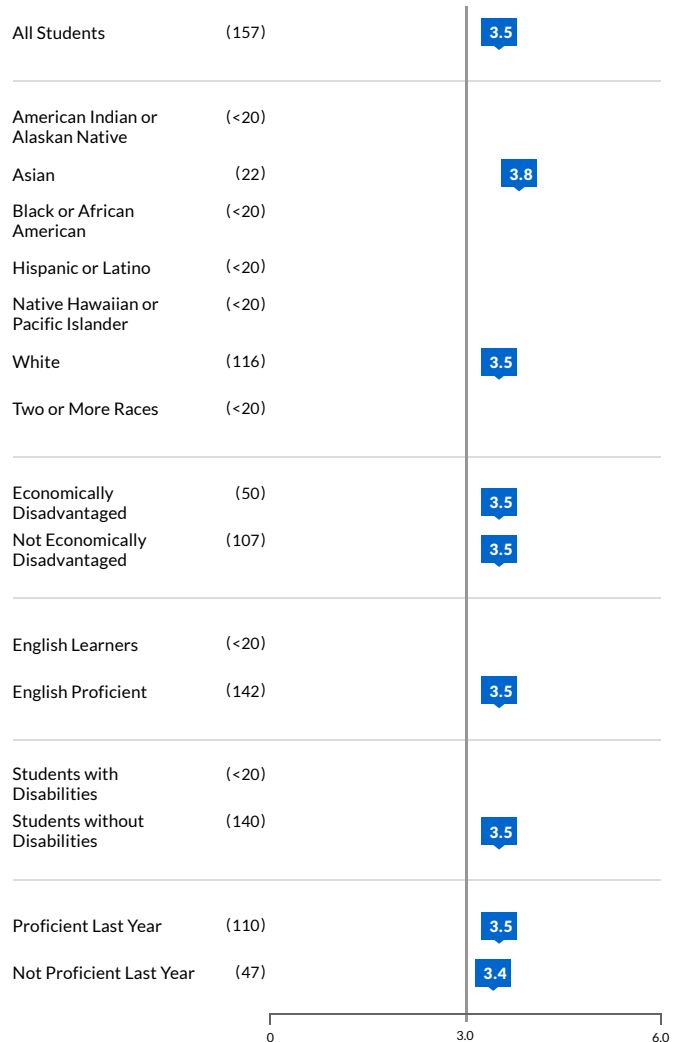 All Students (157) 3.5
American Indian or (<20)
Alaskan Native
Asian (22) 3.8
Black or African (<20)
American
Hispanic or Latino (<20)
Native Hawaiian or (<20)
Pacific Islander
White (116) 3.5
Two or More Races (<20)
Economically (50) 3.5
Disadvantaged
Not Economically (107) 3.5
Disadvantaged
English Learners (<20)
English Proficient (142) 3.5
Students with (<20)
Disabilities
Students without (140) 3.5
Disabilities
Proficient Last Year (110) 3.5
Not Proficient Last Year (47) 3.4
0 3.0 6.0